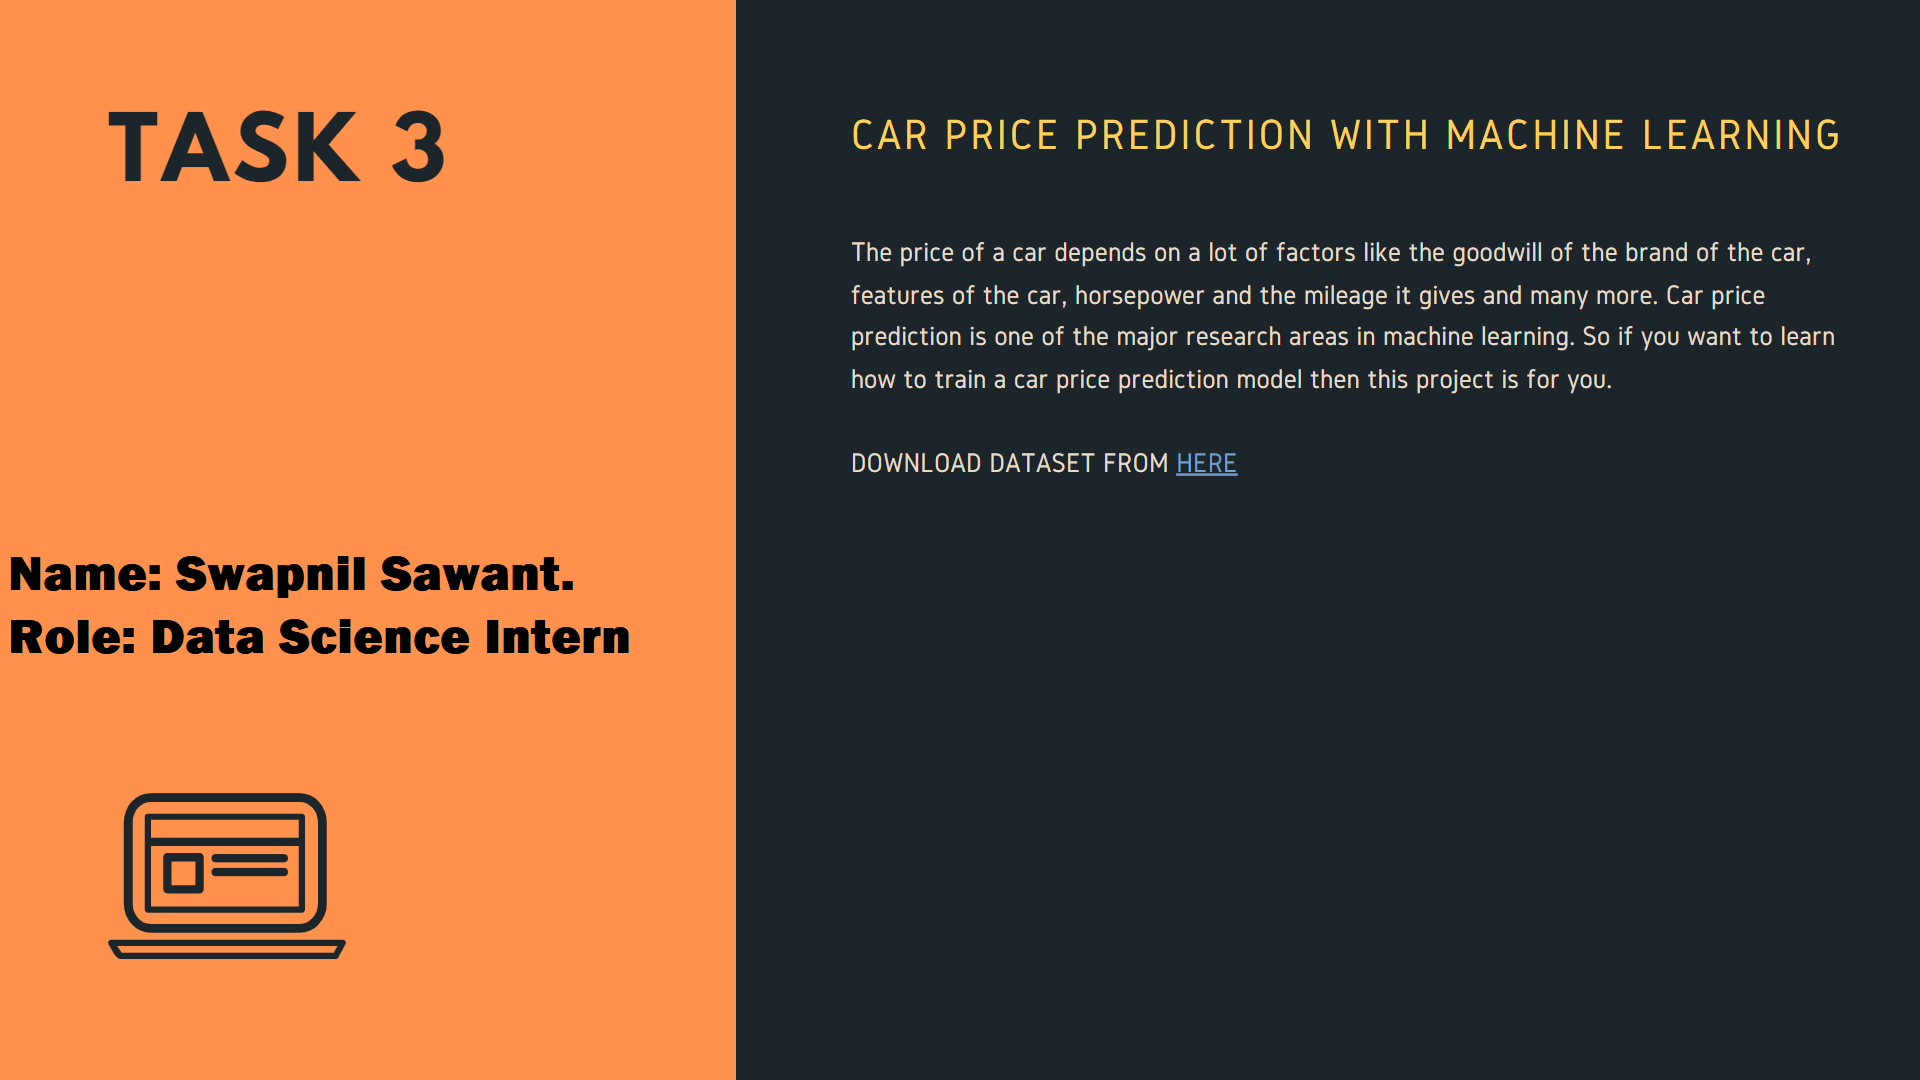 TASK 3
Name: Swapnil Sawant.
Role: Data Science Intern
CAR PRICE PREDICTION WITH MACHINE LEARNING
The price of a car depends on a lot of factors like the goodwill of the brand of the car,
features of the car, horsepower and the mileage it gives and many more. Car price
prediction is one of the major research areas in machine learning. So if you want to learn
how to train a car price prediction model then this project is for you.
DOWNLOAD DATASET FROM HERE